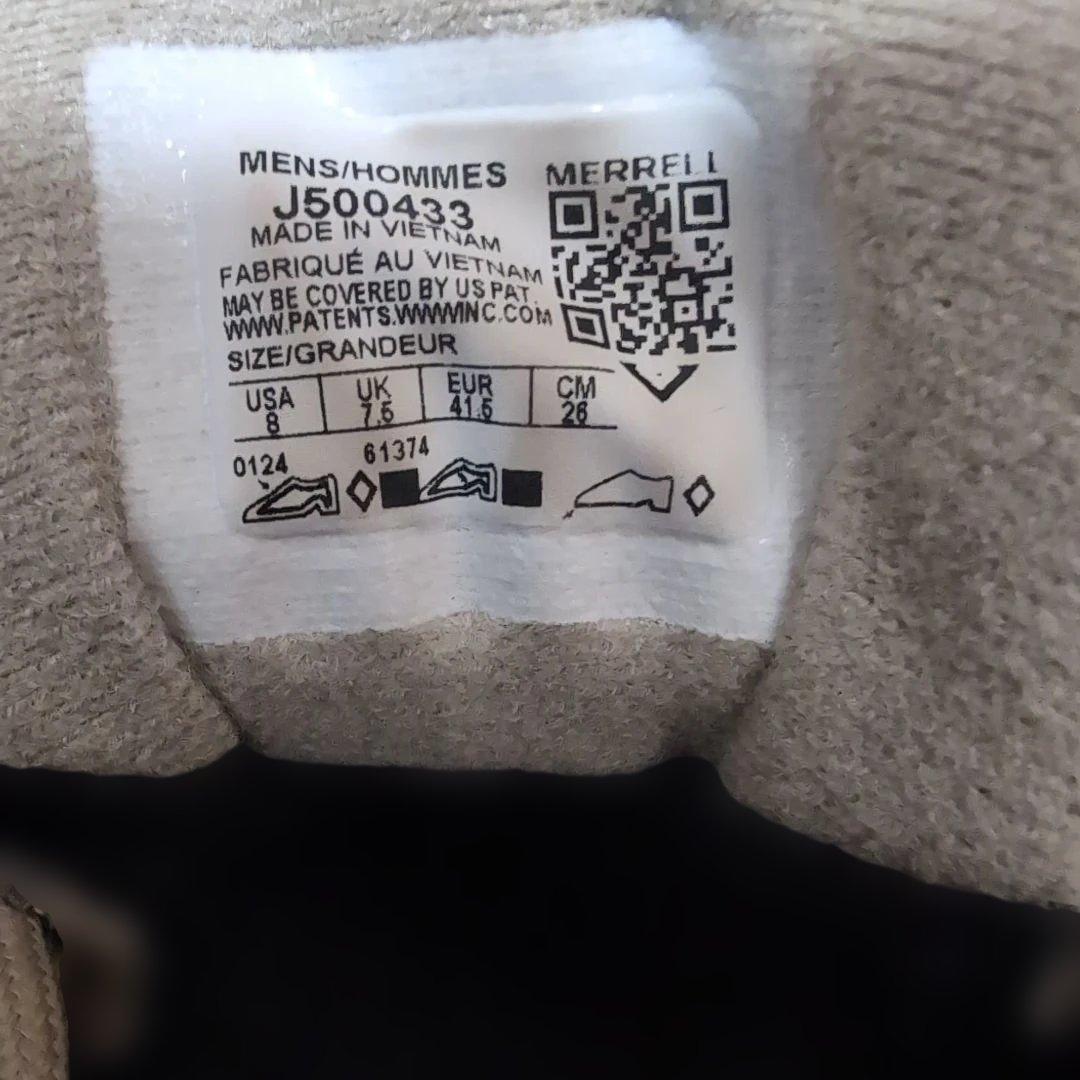 MENS/HOMMES
J500433
MADE IN VIETNAM
FABRIQUÉ AU VIETNAM
MAY BE COVERED BY US PAT.
WWW.PATENTS.WWWINC.COM
MERRELL
SIZE/GRANDEUR
USA UK EUR CM
8 7.5 41.5 26
0124 61374